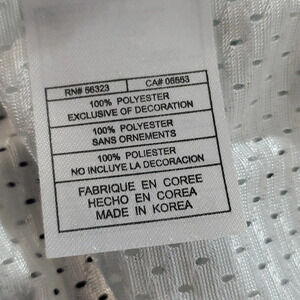 RN# 56323 CA# 05553
100% POLYESTER
EXCLUSIVE OF DECORATION
100% POLYESTER
SANS ORNEMENTS
100% POLIESTER
NO INCLUYE LA DECORACION
FABRIQUE EN COREE
HECHO EN COREA
MADE IN KOREA